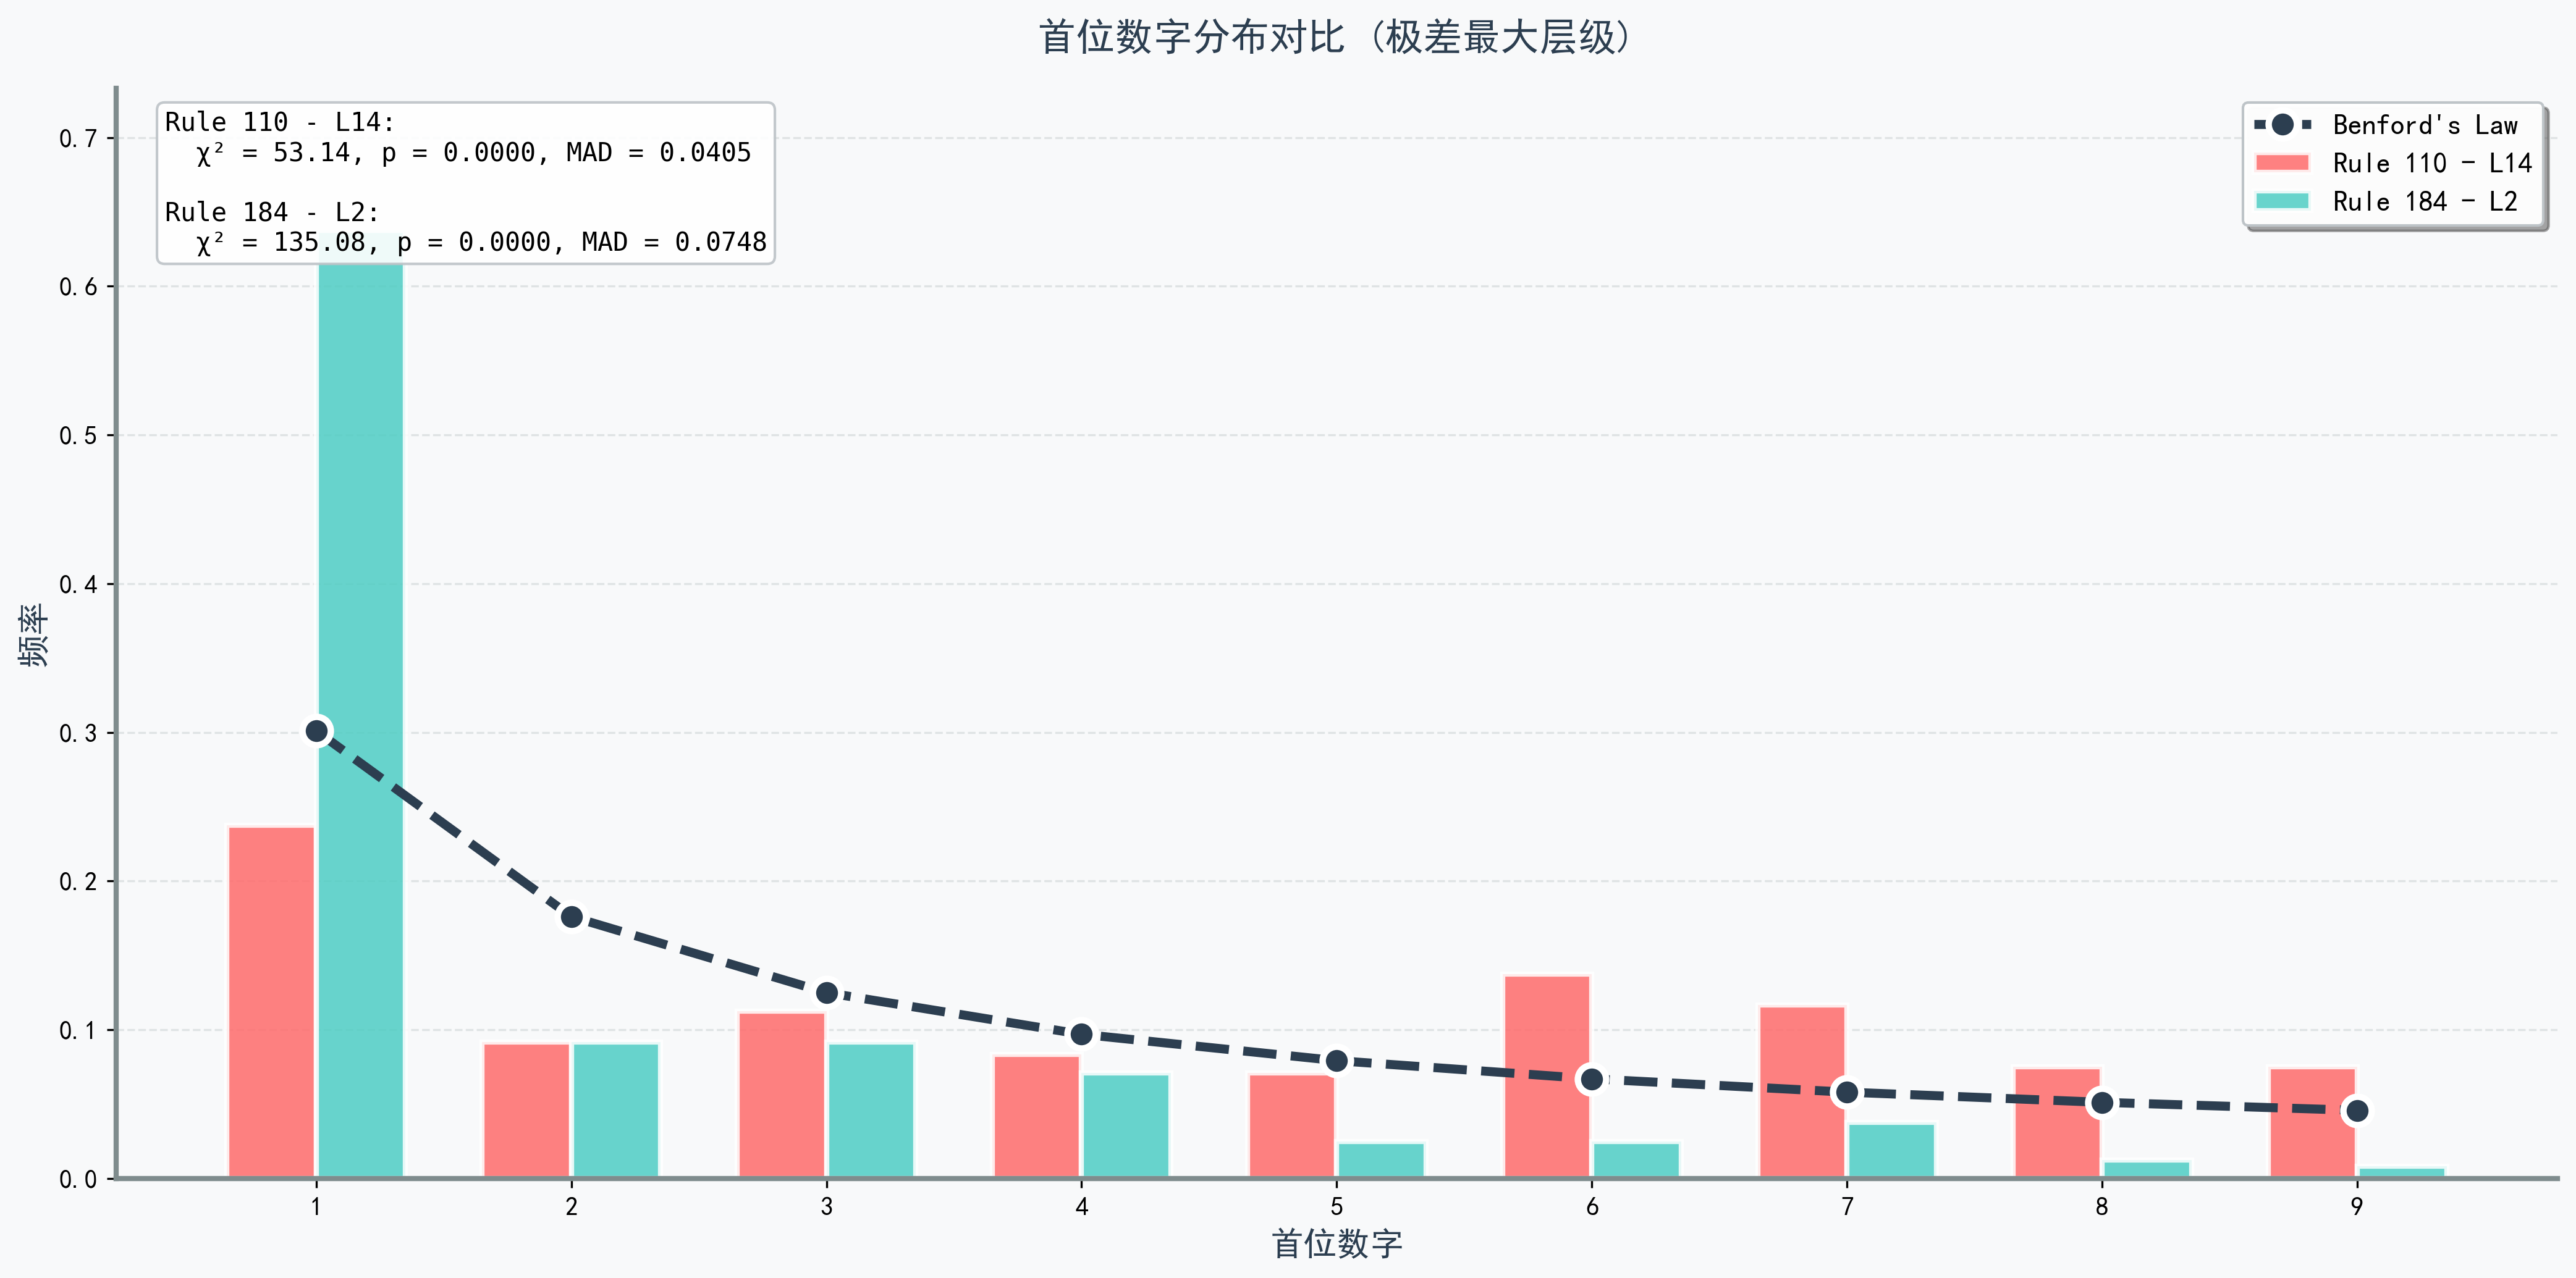 首位数字分布对比 (极差最大层级)
Rule 110 - L14:
χ² = 53.14, p = 0.0000, MAD = 0.0405
Rule 184 - L2:
χ² = 135.08, p = 0.0000, MAD = 0.0748
Benford's Law
Rule 110 - L14
Rule 184 - L2
频率
0.7
0.6
0.5
0.4
0.3
0.2
0.1
0.0
1 2 3 4 5 6 7 8 9
首位数字